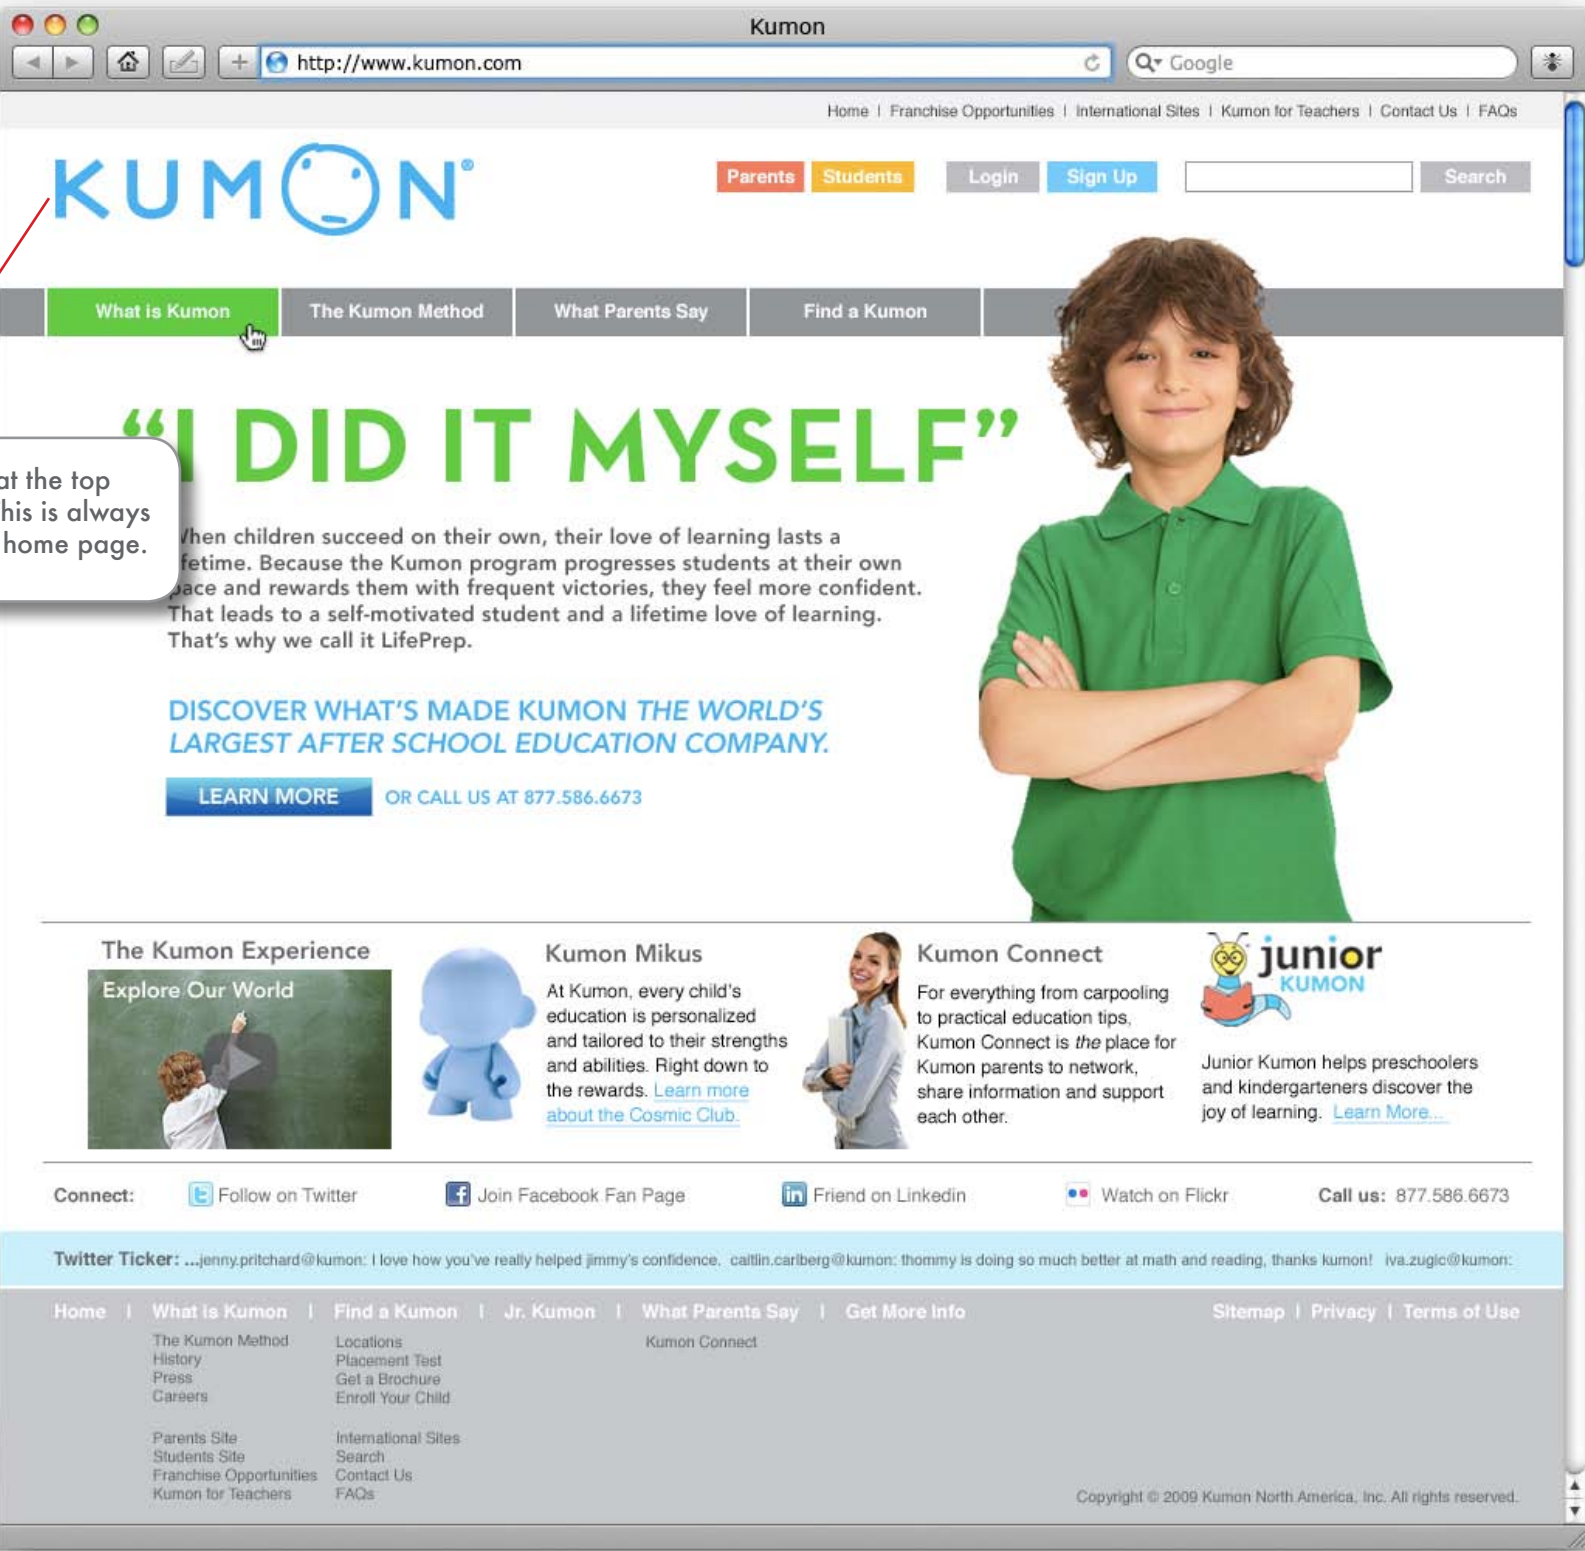 Kumon
http://www.kumon.com
Google
Home | Franchise Opportunities | International Sites | Kumon for Teachers | Contact Us | FAQs
KUMON®
Parents
Students
Login
Sign Up
Search
What is Kumon
The Kumon Method
What Parents Say
Find a Kumon
“I DID IT MYSELF”
at the top
his is always
home page.
When children succeed on their own, their love of learning lasts a
fetime. Because the Kumon program progresses students at their own
pace and rewards them with frequent victories, they feel more confident.
That leads to a self-motivated student and a lifetime love of learning.
That’s why we call it LifePrep.
DISCOVER WHAT’S MADE KUMON THE WORLD’S
LARGEST AFTER SCHOOL EDUCATION COMPANY.
LEARN MORE
OR CALL US AT 877.586.6673
The Kumon Experience
Explore Our World
Kumon Mikus
At Kumon, every child’s
education is personalized
and tailored to their strengths
and abilities. Right down to
the rewards. Learn more
about the Cosmic Club.
Kumon Connect
For everything from carpooling
to practical education tips,
Kumon Connect is the place for
Kumon parents to network,
share information and support
each other.
junior
KUMON
Junior Kumon helps preschoolers
and kindergarteners discover the
joy of learning. Learn More...
Connect:
Follow on Twitter
Join Facebook Fan Page
Friend on Linkedin
Watch on Flickr
Call us: 877.586.6673
Twitter Ticker: ...jenny.pritchard@kumon: I love how you’ve really helped jimmy’s confidence. caitlin.carlberg@kumon: thommy is doing so much better at math and reading, thanks kumon! iva.zugic@kumon:
Home | What is Kumon | Find a Kumon | Jr. Kumon | What Parents Say | Get More Info
Sitemap | Privacy | Terms of Use
The Kumon Method
History
Press
Careers
Parents Site
Students Site
Franchise Opportunities
Kumon for Teachers
Locations
Placement Test
Get a Brochure
Enroll Your Child
International Sites
Search
Contact Us
FAQs
Kumon Connect
Copyright © 2009 Kumon North America, Inc. All rights reserved.